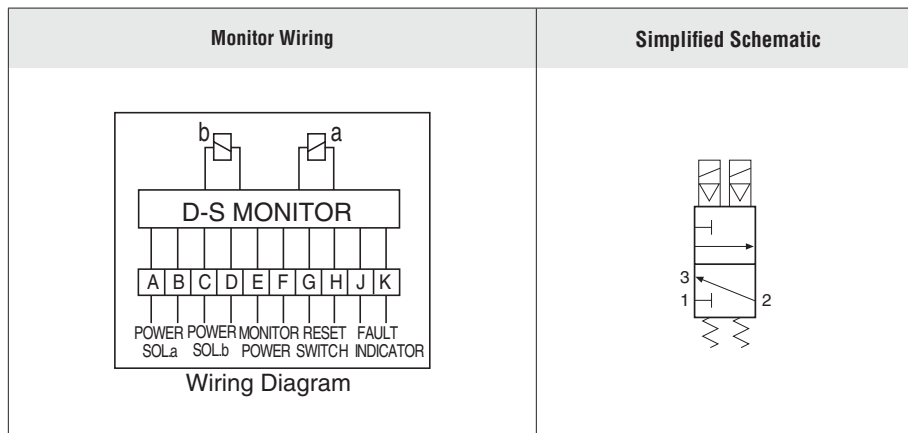 Monitor Wiring
Simplified Schematic
b a
D-S MONITOR
A B C D E F G H J K
POWER POWER MONITOR RESET FAULT
SOL.a SOL.b POWER SWITCH INDICATOR
Wiring Diagram
3
1 2